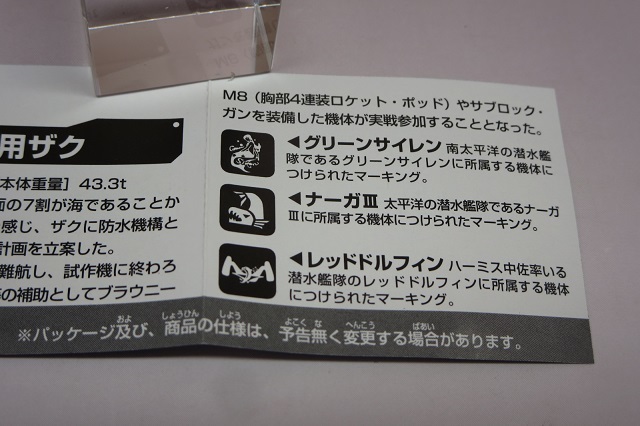 用ザク
本体重量］43.3t
面の7割が海であることか
感じ、ザクに防水機構と
計画を立案した。
難航し、試作機に終わろ
の補助としてブラウニー
M8（胸部4連装ロケット・ポッド）やサブロック・
ガンを装備した機体が実戦参加することとなった。
◀グリーンサイレン 南太平洋の潜水艦
隊であるグリーンサイレンに所属する機体に
つけられたマーキング。
◀ナーガⅢ 太平洋の潜水艦隊であるナーガ
Ⅲに所属する機体につけられたマーキング。
◀レッドドルフィン ハーミス中佐率いる
潜水艦隊のレッドドルフィンに所属する機体
につけられたマーキング。
※パッケージ及び、商品の仕様は、予告無く変更する場合があります。